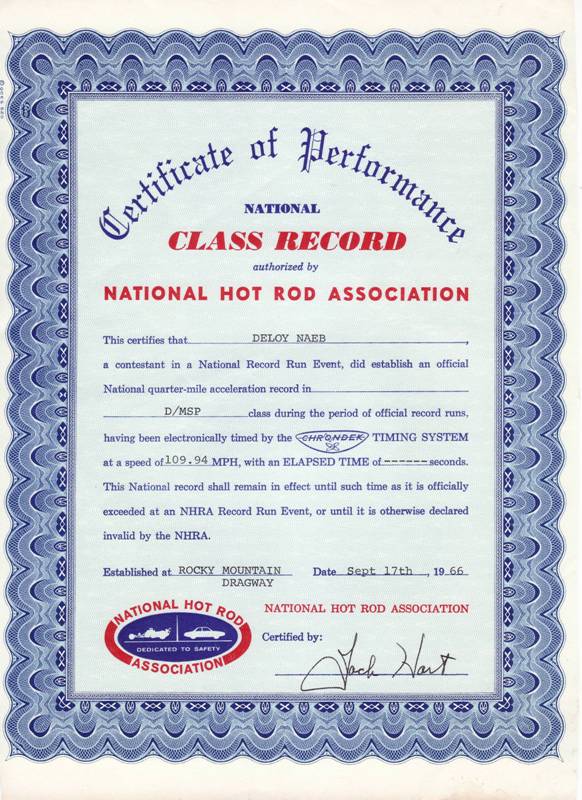 Certificate of Performance
NATIONAL
CLASS RECORD
authorized by
NATIONAL HOT ROD ASSOCIATION
This certifies that DELOY NAEB ,
a contestant in a National Record Run Event, did establish an official
National quarter-mile acceleration record in
D/MSP class during the period of official record runs,
having been electronically timed by the CHRONDEK TIMING SYSTEM
at a speed of 109.94 MPH, with an ELAPSED TIME of ------ seconds.
This National record shall remain in effect until such time as it is officially
exceeded at an NHRA Record Run Event, or until it is otherwise declared
invalid by the NHRA.
Established at ROCKY MOUNTAIN Date Sept 17th , 1966
DRAGWAY
NATIONAL HOT ROD ASSOCIATION
NATIONAL HOT ROD
DEDICATED TO SAFETY
ASSOCIATION
Certified by:
Jack Hart